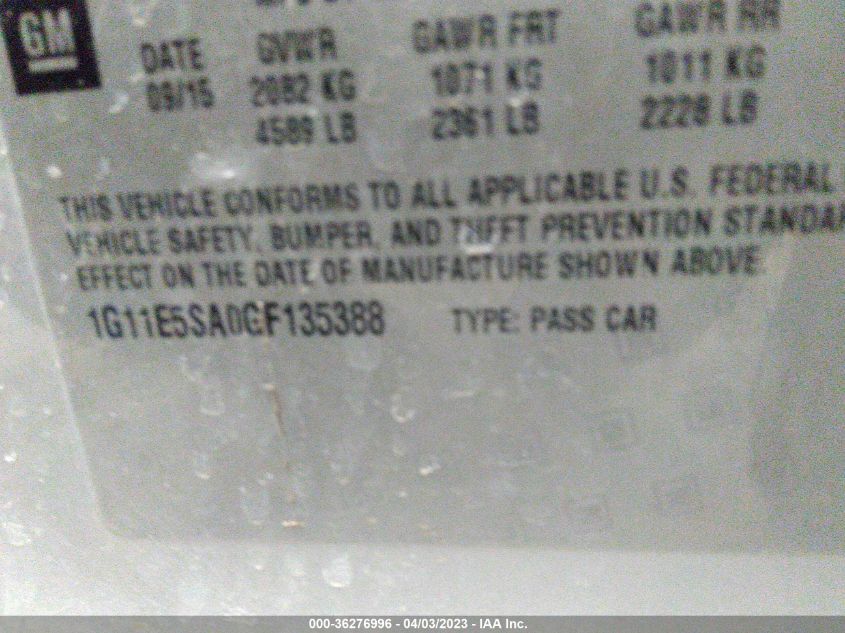 GM
DATE GVWR GAWR FRT GAWR RR
09/15 2082 KG 1071 KG 1011 KG
4589 LB 2361 LB 2228 LB
THIS VEHICLE CONFORMS TO ALL APPLICABLE U.S. FEDERAL
VEHICLE SAFETY, BUMPER, AND THEFT PREVENTION STANDAR
EFFECT ON THE DATE OF MANUFACTURE SHOWN ABOVE.
1G11E5SA0GF135388 TYPE: PASS CAR
000-36276996 - 04/03/2023 - IAA Inc.